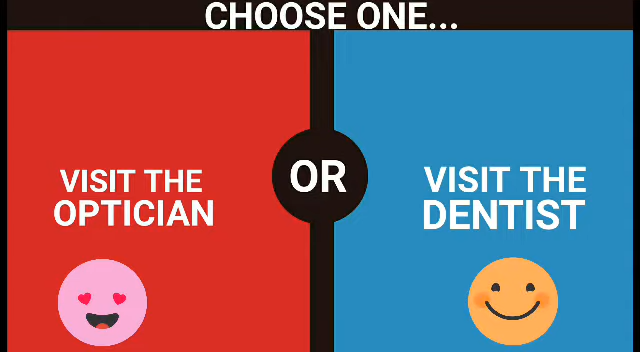 CHOOSE ONE...
VISIT THE
OPTICIAN
OR
VISIT THE
DENTIST